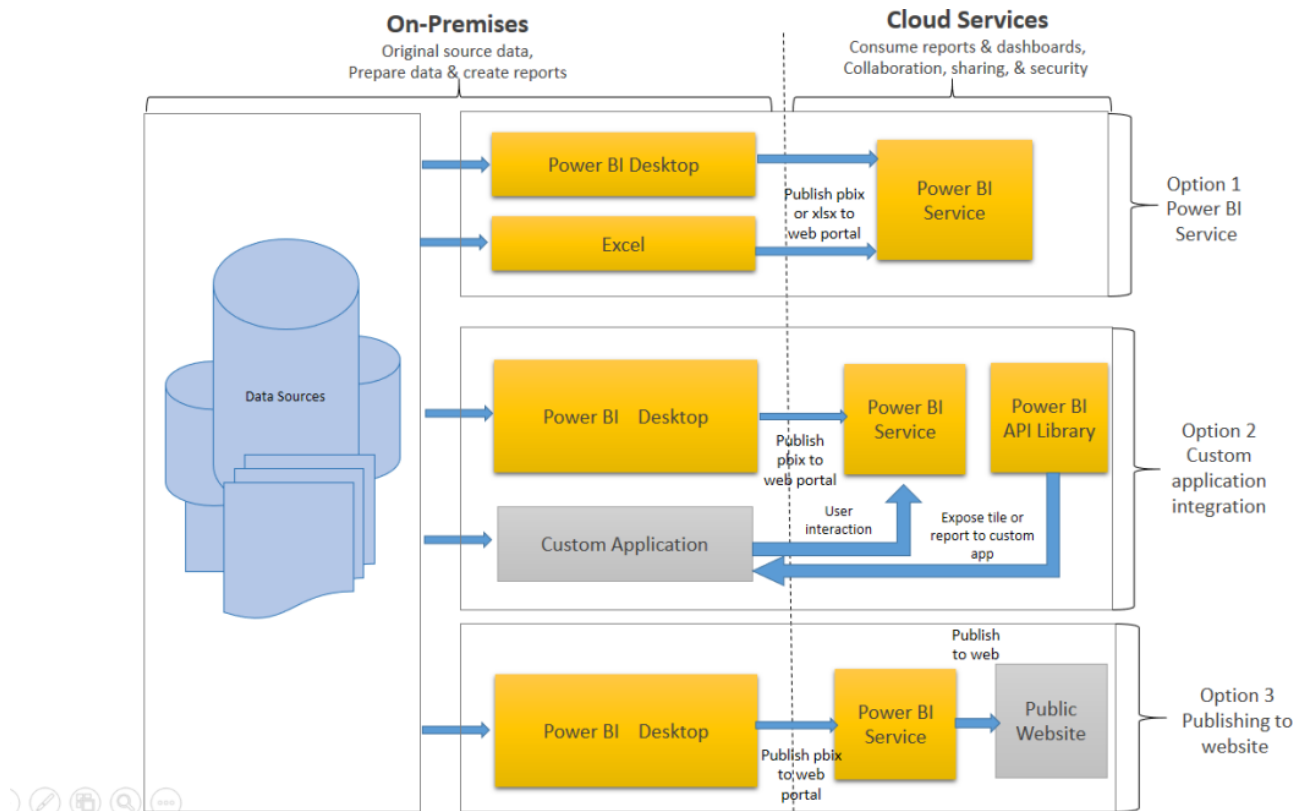 On-Premises
Original source data,
Prepare data & create reports
Cloud Services
Consume reports & dashboards,
Collaboration, sharing, & security
Data Sources
Power BI Desktop
Excel
Publish pbix
or xlsx to
web portal
Power BI
Service
Option 1
Power BI
Service
Power BI Desktop
Publish
pbix to
web portal
Power BI
Service
Power BI
API Library
Custom Application
User
interaction
Expose tile or
report to custom
app
Option 2
Custom
application
integration
Power BI Desktop
Publish pbix
to web
portal
Power BI
Service
Publish
to web
Public
Website
Option 3
Publishing to
website